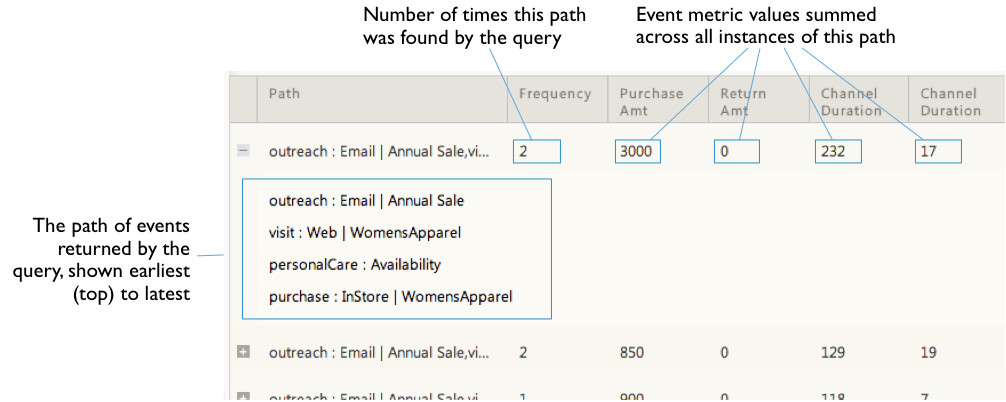 Number of times this path
was found by the query
Event metric values summed
across all instances of this path
Path
Frequency
Purchase
Amt
Return
Amt
Channel
Duration
Channel
Duration
outreach : Email | Annual Sale,vi... 2 3000 0 232 17
The path of events
returned by the
query, shown earliest
(top) to latest
outreach : Email | Annual Sale
visit : Web | WomensApparel
personalCare : Availability
purchase : InStore | WomensApparel
outreach : Email | Annual Sale,vi... 2 850 0 129 19
outreach : Email | Annual Sale,vi... 1 900 0 118 7